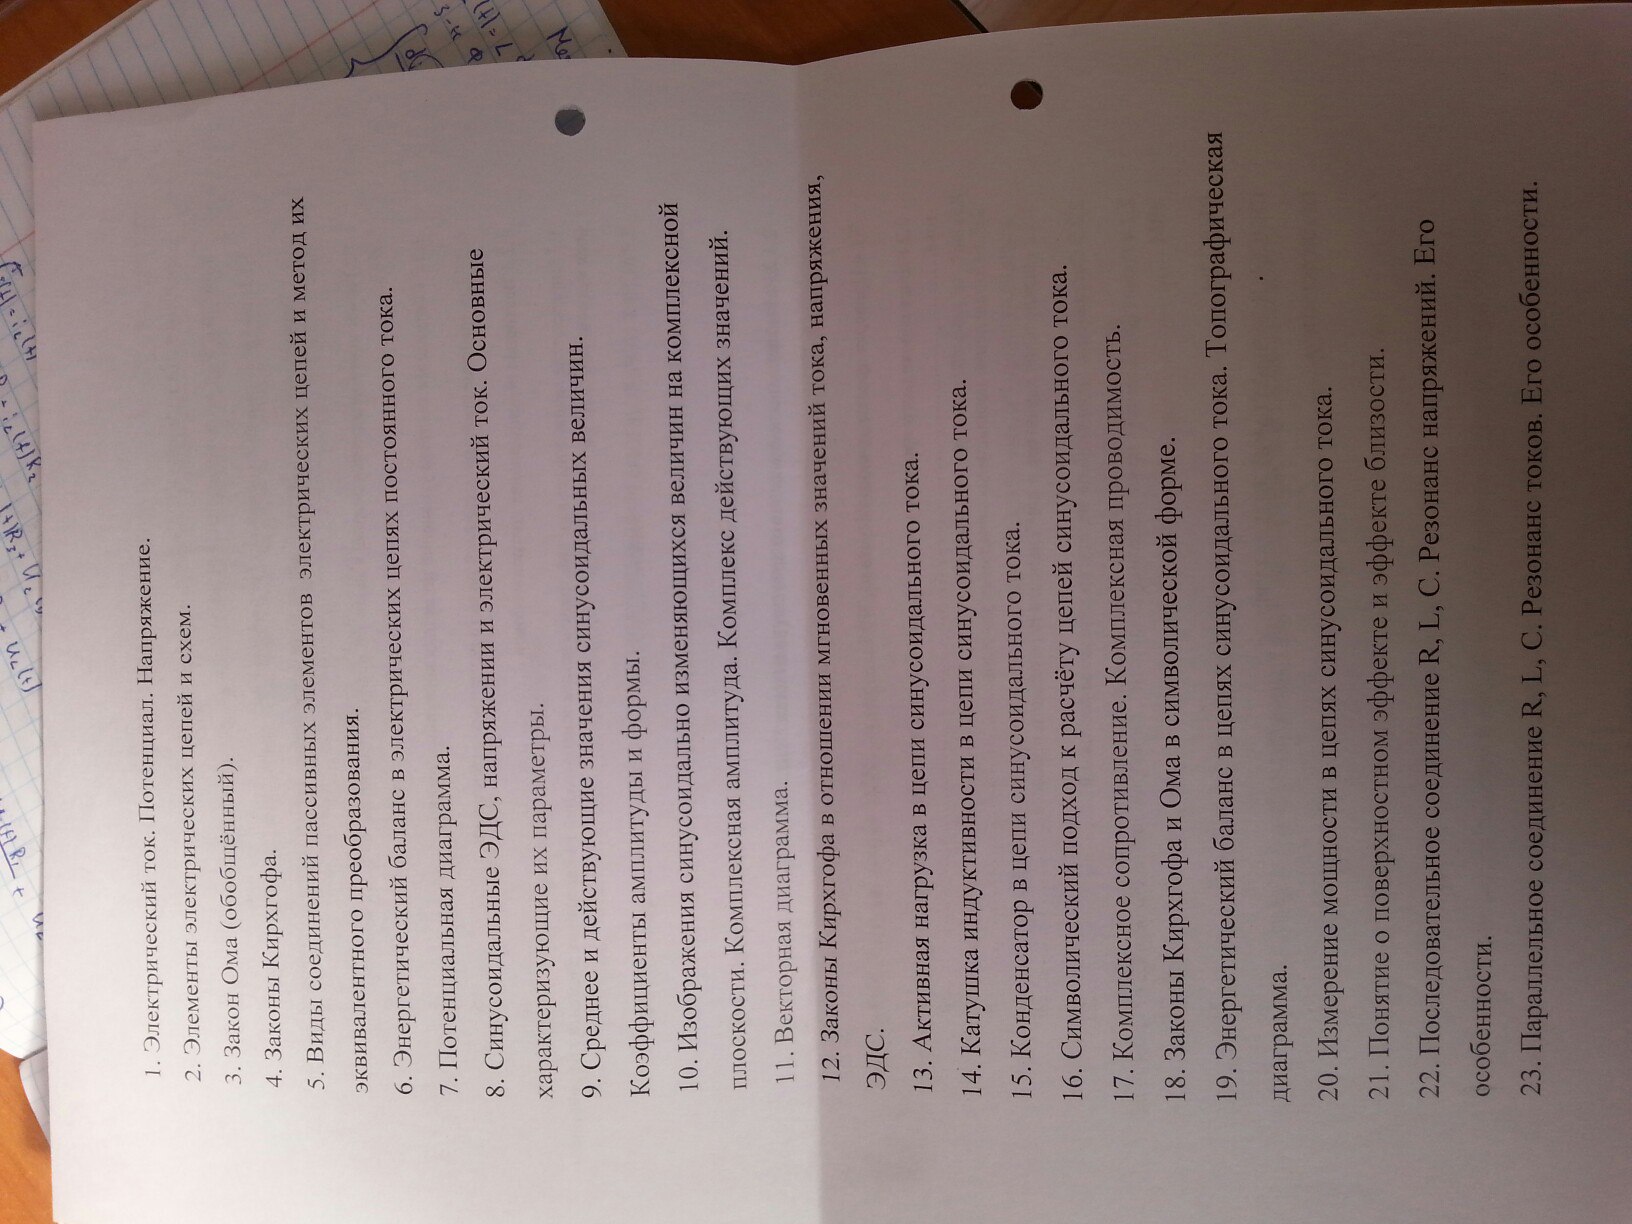 1. Электрический ток. Потенциал. Напряжение.
2. Элементы электрических цепей и схем.
3. Закон Ома (обобщённый).
4. Законы Кирхгофа.
5. Виды соединений пассивных элементов электрических цепей и метод их
эквивалентного преобразования.
6. Энергетический баланс в электрических цепях постоянного тока.
7. Потенциальная диаграмма.
8. Синусоидальные ЭДС, напряжении и электрический ток. Основные
характеризующие их параметры.
9. Среднее и действующие значения синусоидальных величин.
Коэффициенты амплитуды и формы.
10. Изображения синусоидально изменяющихся величин на комплексной
плоскости. Комплексная амплитуда. Комплекс действующих значений.
11. Векторная диаграмма.
12. Законы Кирхгофа в отношении мгновенных значений тока, напряжения,
ЭДС.
13. Активная нагрузка в цепи синусоидального тока.
14. Катушка индуктивности в цепи синусоидального тока.
15. Конденсатор в цепи синусоидального тока.
16. Символический подход к расчёту цепей синусоидального тока.
17. Комплексное сопротивление. Комплексная проводимость.
18. Законы Кирхгофа и Ома в символической форме.
19. Энергетический баланс в цепях синусоидального тока. Топографическая
диаграмма.
20. Измерение мощности в цепях синусоидального тока.
21. Понятие о поверхностном эффекте и эффекте близости.
22. Последовательное соединение R, L, C. Резонанс напряжений. Его
особенности.
23. Параллельное соединение R, L, C. Резонанс токов. Его особенности.